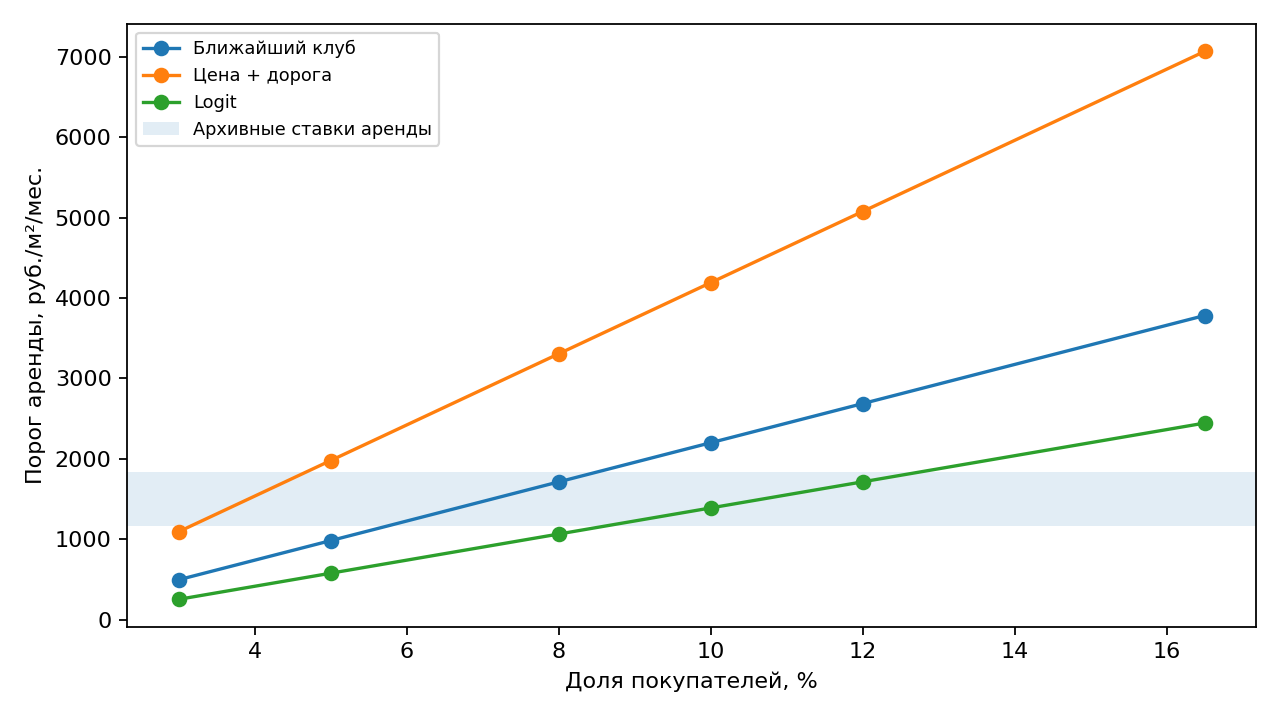 Ближайший клуб
Цена + дорога
Logit
Архивные ставки аренды
Порог аренды, руб./м²/мес.
7000
6000
5000
4000
3000
2000
1000
0
4 6 8 10 12 14 16
Доля покупателей, %